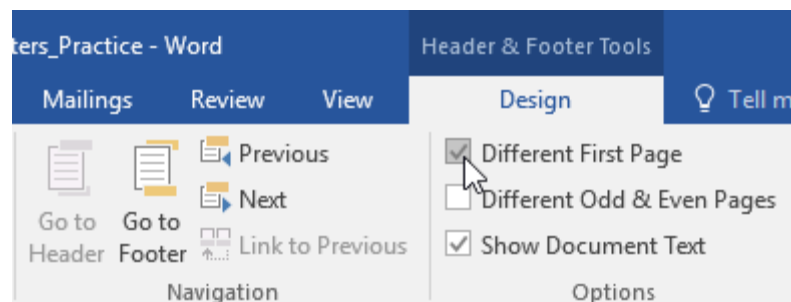 ters_Practice - Word
Header & Footer Tools
Mailings Review View Design Tell m
Previous
Next
Link to Previous
Go to Header
Go to Footer
Navigation
Different First Page
Different Odd & Even Pages
Show Document Text
Options